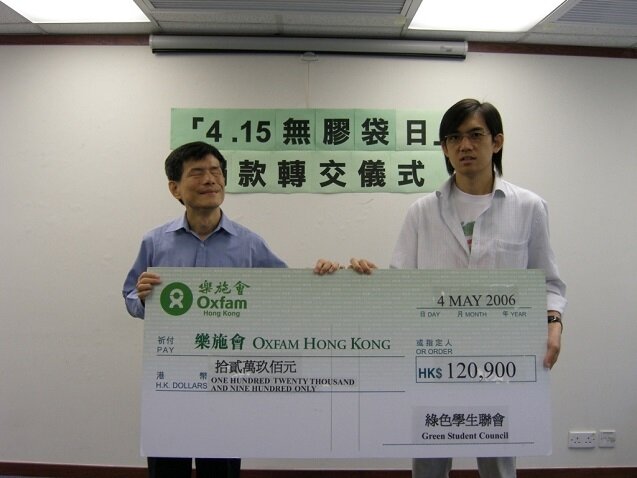 「4.15無膠袋日」
款轉交儀式
樂施會
Oxfam
Hong Kong
4 MAY 2006
日 DAY 月 MONTH 年 YEAR
祈付
PAY
樂施會 OXFAM HONG KONG
或指定人
OR ORDER
港幣
H.K. DOLLARS
拾貳萬玖佰元
ONE HUNDRED TWENTY THOUSAND
AND NINE HUNDRED ONLY
HK$ 120,900
綠色學生聯會
Green Student Council